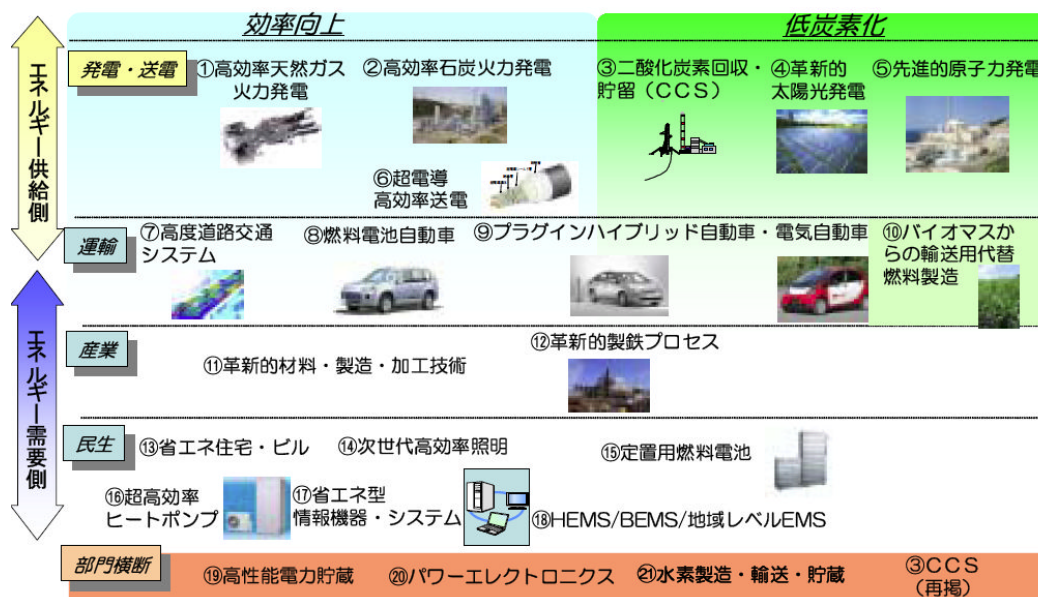 効率向上
低炭素化
エネルギー供給側
発電・送電
①高効率天然ガス
火力発電
②高効率石炭火力発電
③二酸化炭素回収・
貯留（ＣＣＳ）
④革新的
太陽光発電
⑤先進的原子力発電
⑥超電導
高効率送電
運輸
⑦高度道路交通
システム
⑧燃料電池自動車
⑨プラグインハイブリッド自動車・電気自動車
⑩バイオマスか
らの輸送用代替
燃料製造
エネルギー需要側
産業
⑪革新的材料・製造・加工技術
⑫革新的製鉄プロセス
民生
⑬省エネ住宅・ビル
⑭次世代高効率照明
⑮定置用燃料電池
⑯超高効率
ヒートポンプ
⑰省エネ型
情報機器・システム
⑱HEMS/BEMS/地域レベルEMS
部門横断
⑲高性能電力貯蔵
⑳パワーエレクトロニクス
㉑水素製造・輸送・貯蔵
③ＣＣＳ
（再掲）